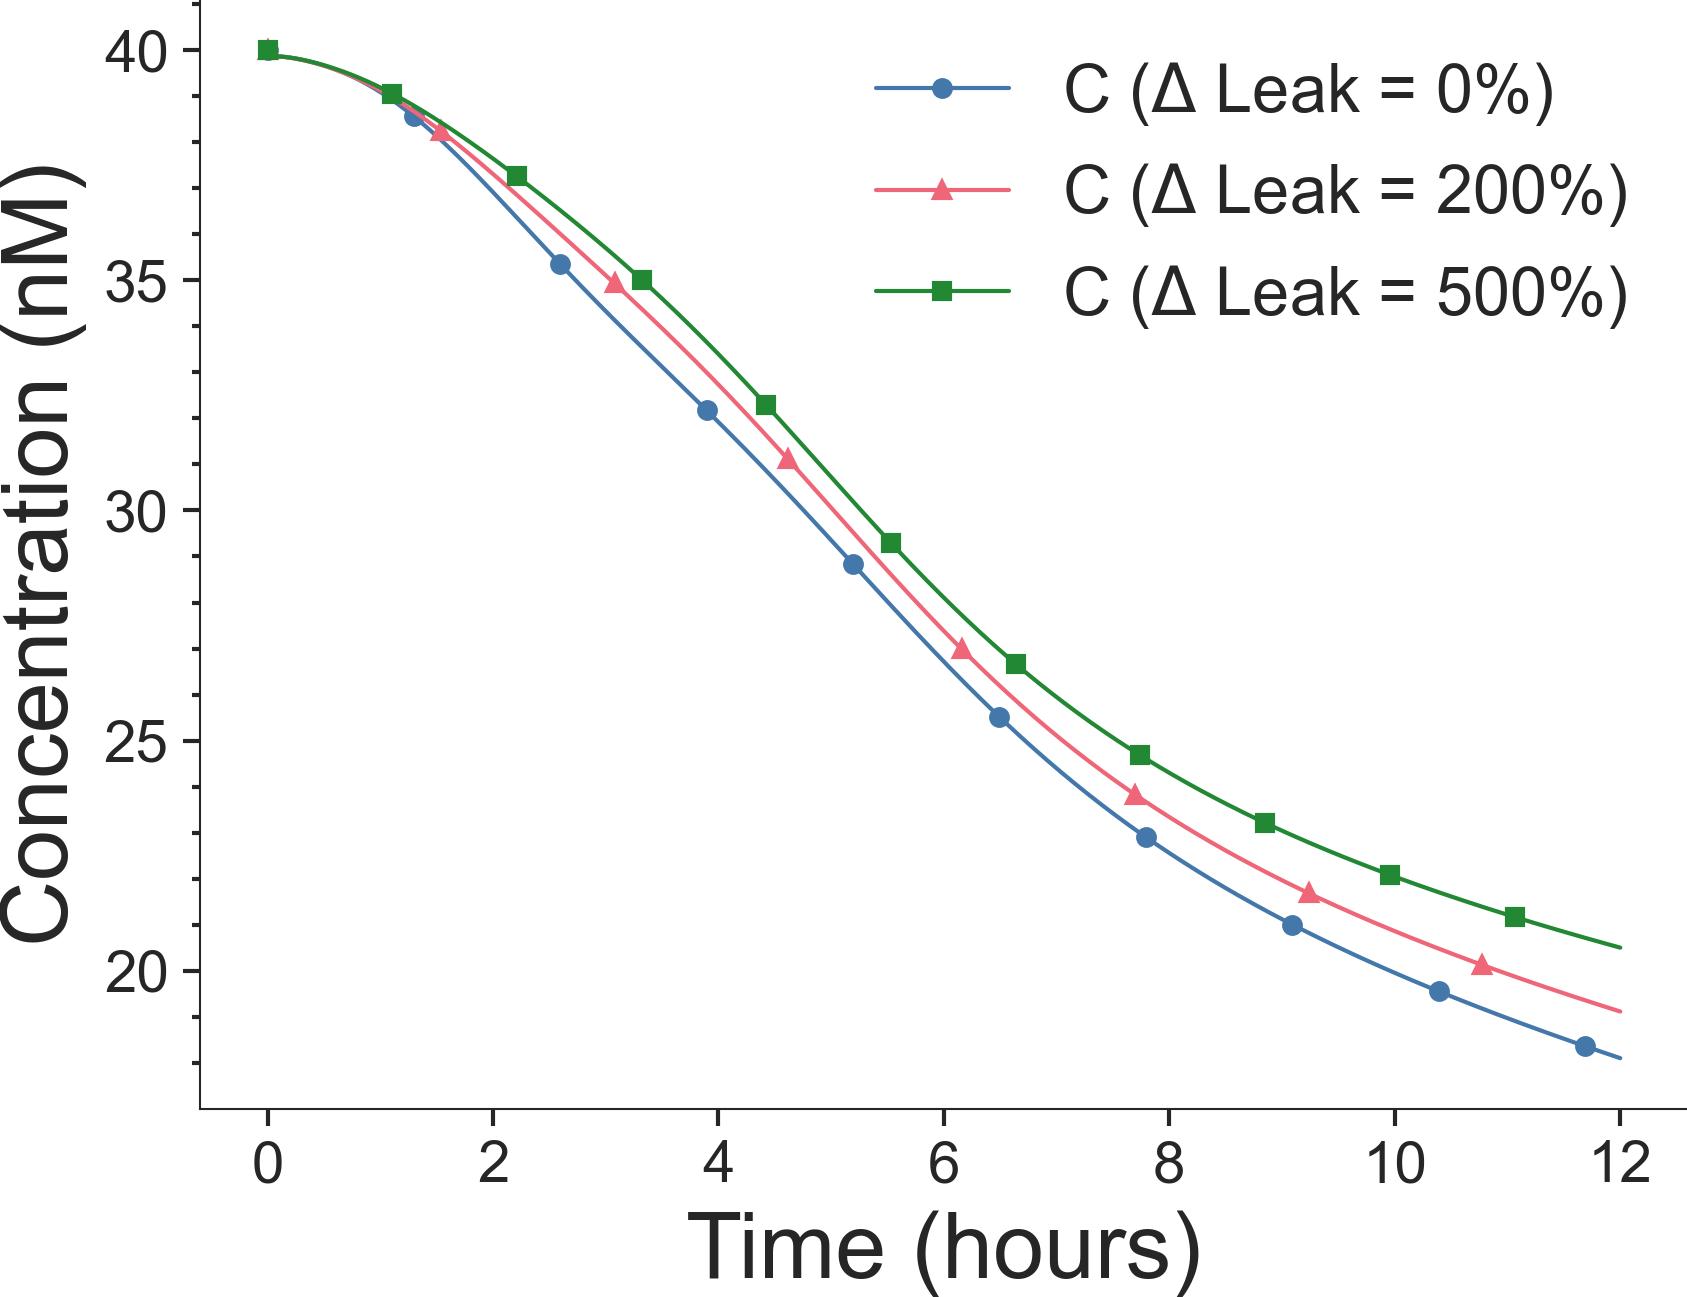 Concentration (nM)
40
35
30
25
20
C (Δ Leak = 0%)
C (Δ Leak = 200%)
C (Δ Leak = 500%)
0 2 4 6 8 10 12
Time (hours)